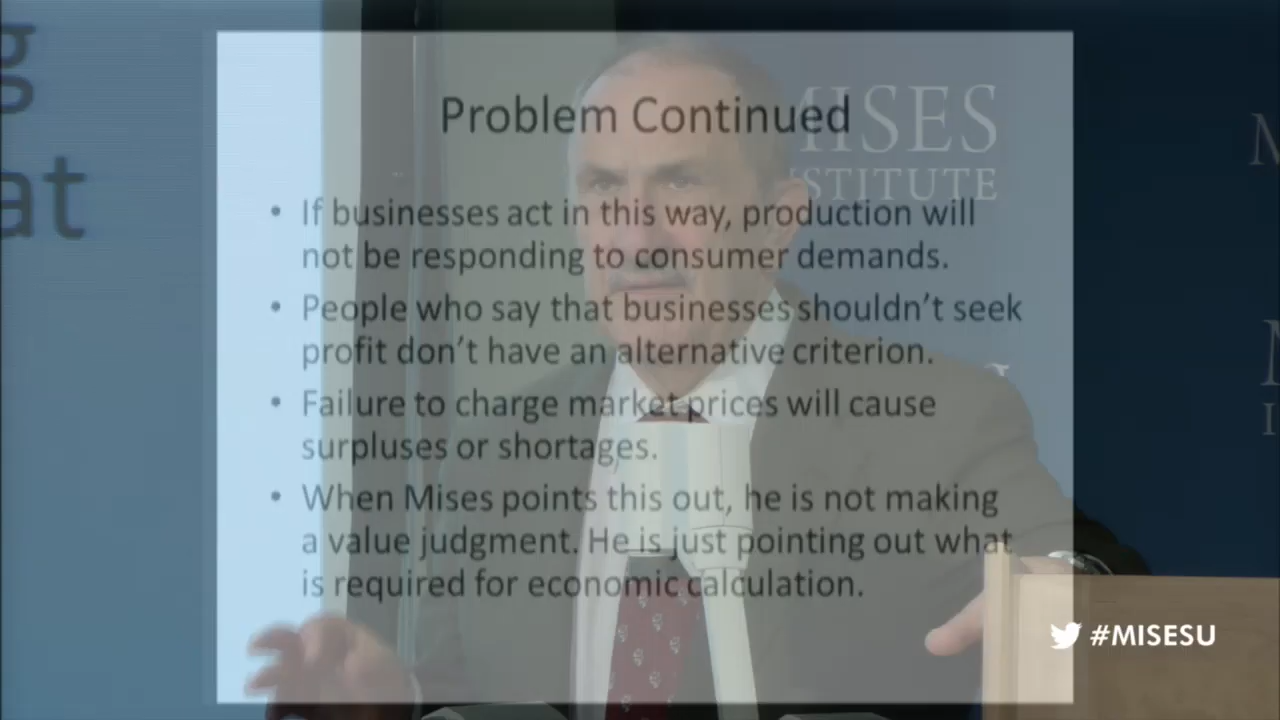 g
at
Problem Continued
MISES
INSTITUTE
• If businesses act in this way, production will
not be responding to consumer demands.
• People who say that businesses shouldn't seek
profit don't have an alternative criterion.
• Failure to charge market prices will cause
surpluses or shortages.
• When Mises points this out, he is not making
a value judgment. He is just pointing out what
is required for economic calculation.
#MISESU